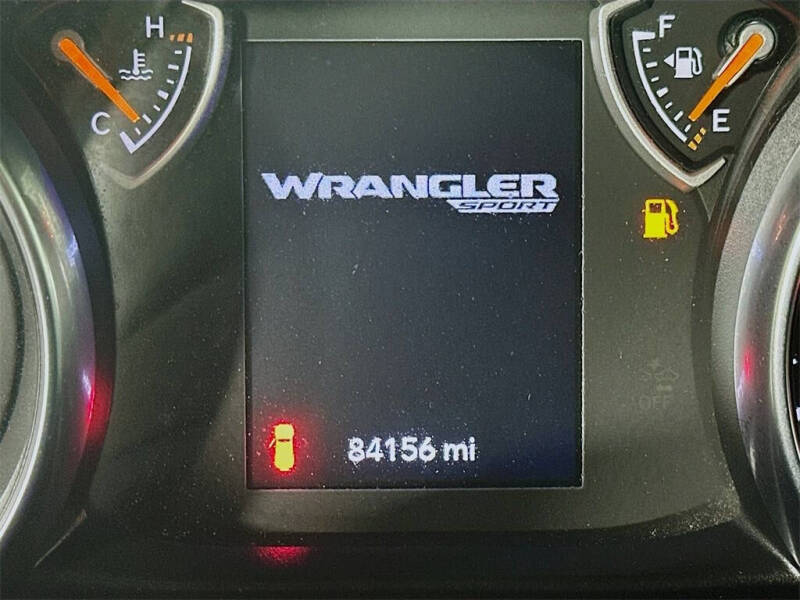 H
C
F
E
WRANGLER
SPORT
OFF
84156 mi